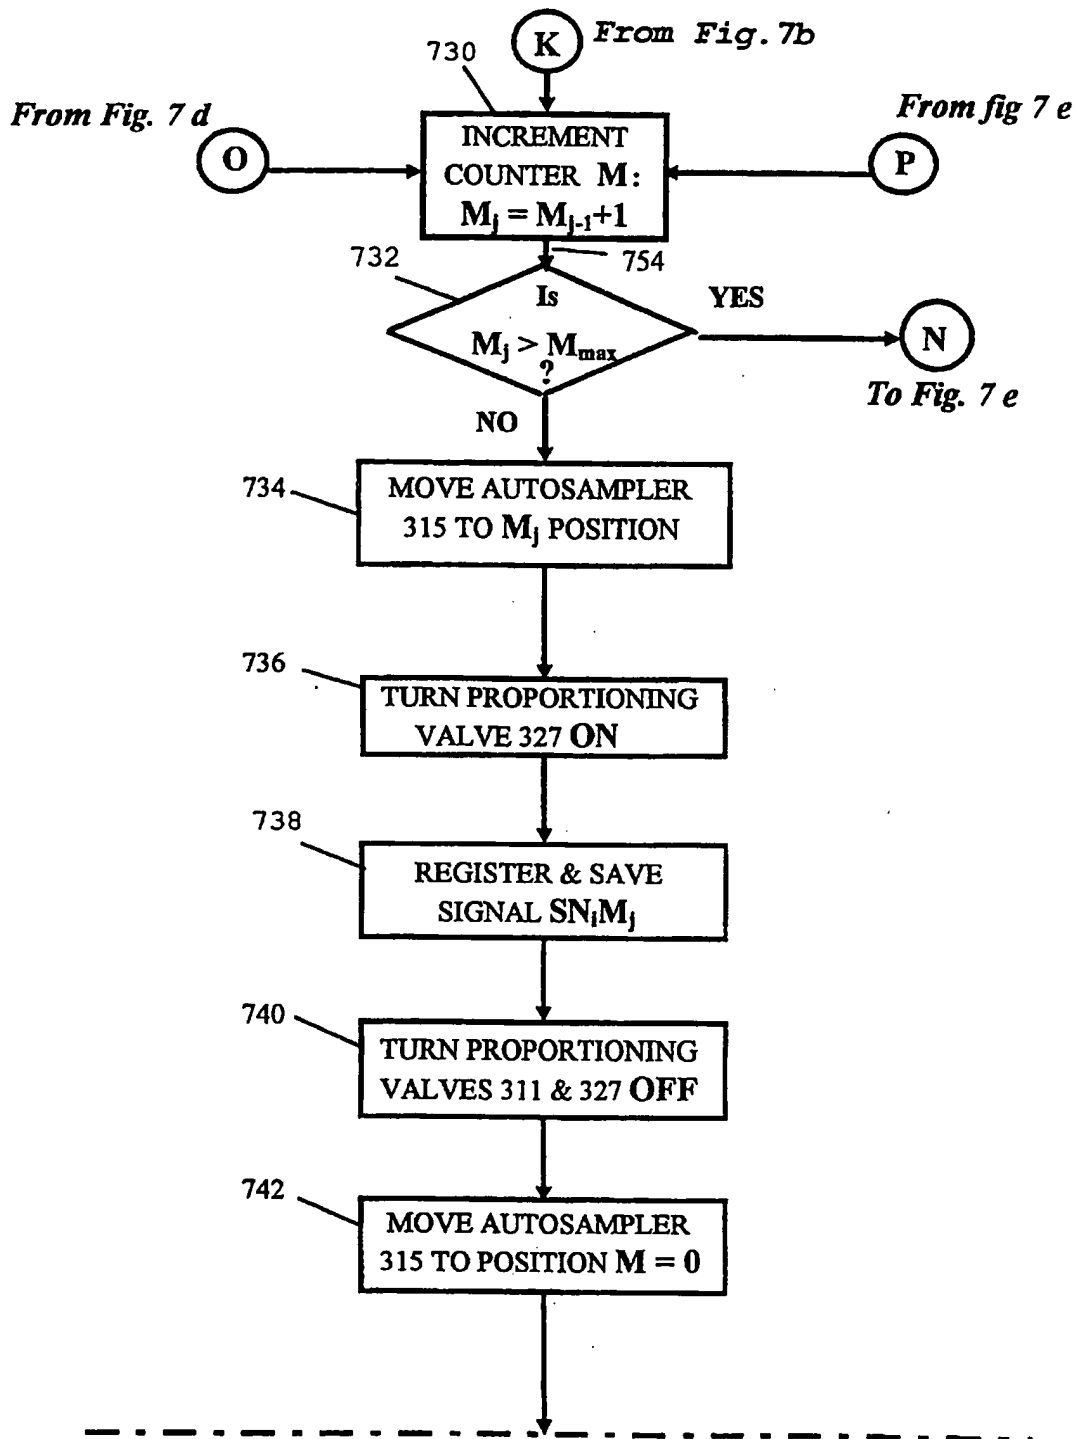 K From Fig. 7b
730
From Fig. 7 d
From fig 7 e
O
P
INCREMENT
COUNTER M:
Mj = Mj-1+1
732
754
Is
Mj > Mmax
?
YES
N
To Fig. 7 e
NO
734
MOVE AUTOSAMPLER
315 TO Mj POSITION
736
TURN PROPORTIONING
VALVE 327 ON
738
REGISTER & SAVE
SIGNAL SNiMj
740
TURN PROPORTIONING
VALVES 311 & 327 OFF
742
MOVE AUTOSAMPLER
315 TO POSITION M = 0